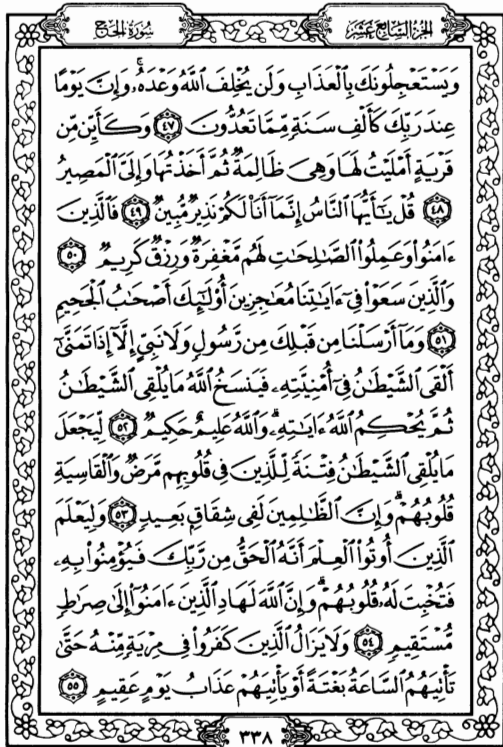 الجزء السابع عشر
سورة الحج
وَيَسْتَعْجِلُونَكَ بِالْعَذَابِ وَلَن يُخْلِفَ اللَّهُ وَعْدَهُ ۚ وَإِنَّ يَوْمًا
عِندَ رَبِّكَ كَأَلْفِ سَنَةٍ مِّمَّا تَعُدُّونَ ٤٧ وَكَأَيِّن مِّن
قَرْيَةٍ أَمْلَيْتُ لَهَا وَهِيَ ظَالِمَةٌ ثُمَّ أَخَذْتُهَا وَإِلَيَّ الْمَصِيرُ
٤٨ قُلْ يَٰٓأَيُّهَا النَّاسُ إِنَّمَآ أَنَا۠ لَكُمْ نَذِيرٌ مُّبِينٌ ٤٩ فَالَّذِينَ
ءَامَنُوا۟ وَعَمِلُوا۟ الصَّٰلِحَٰتِ لَهُم مَّغْفِرَةٌ وَرِزْقٌ كَرِيمٌ ٥٠
وَالَّذِينَ سَعَوْا۟ فِىٓ ءَايَٰتِنَا مُعَٰجِزِينَ أُو۟لَٰٓئِكَ أَصْحَٰبُ الْجَحِيمِ
٥١ وَمَآ أَرْسَلْنَا مِن قَبْلِكَ مِن رَّسُولٍ وَلَا نَبِىٍّ إِلَّآ إِذَا تَمَنَّىٰٓ
أَلْقَى الشَّيْطَٰنُ فِىٓ أُمْنِيَّتِهِۦ فَيَنسَخُ اللَّهُ مَا يُلْقِى الشَّيْطَٰنُ
ثُمَّ يُحْكِمُ اللَّهُ ءَايَٰتِهِۦ ۗ وَاللَّهُ عَلِيمٌ حَكِيمٌ ٥٢ لِّيَجْعَلَ
مَا يُلْقِى الشَّيْطَٰنُ فِتْنَةً لِّلَّذِينَ فِى قُلُوبِهِم مَّرَضٌ وَالْقَاسِيَةِ
قُلُوبُهُمْ ۗ وَإِنَّ الظَّٰلِمِينَ لَفِى شِقَاقٍۭ بَعِيدٍ ٥٣ وَلِيَعْلَمَ
الَّذِينَ أُوتُوا۟ الْعِلْمَ أَنَّهُ الْحَقُّ مِن رَّبِّكَ فَيُؤْمِنُوا۟ بِهِۦ
فَتُخْبِتَ لَهُۥ قُلُوبُهُمْ ۗ وَإِنَّ اللَّهَ لَهَادِ الَّذِينَ ءَامَنُوٓا۟ إِلَىٰ صِرَٰطٍ
مُّسْتَقِيمٍ ٥٤ وَلَا يَزَالُ الَّذِينَ كَفَرُوا۟ فِى مِرْيَةٍ مِّنْهُ حَتَّىٰ
تَأْتِيَهُمُ السَّاعَةُ بَغْتَةً أَوْ يَأْتِيَهُمْ عَذَابُ يَوْمٍ عَقِيمٍ ٥٥
٣٣٨